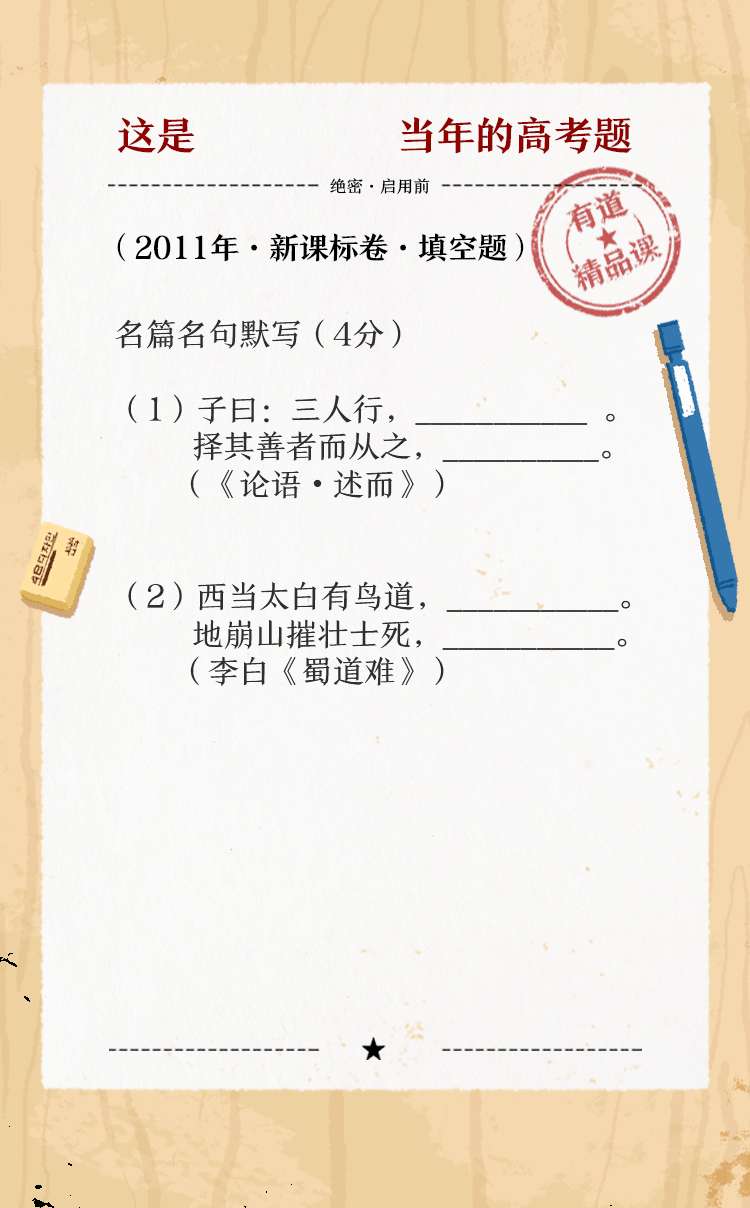 这是 当年的高考题
绝密·启用前
有道
精品课
（2011年·新课标卷·填空题）
名篇名句默写（4分）
（1）子曰：三人行，___________ 。
择其善者而从之，__________。
（《论语·述而》）
（2）西当太白有鸟道，___________。
地崩山摧壮士死，___________。
（李白《蜀道难》）